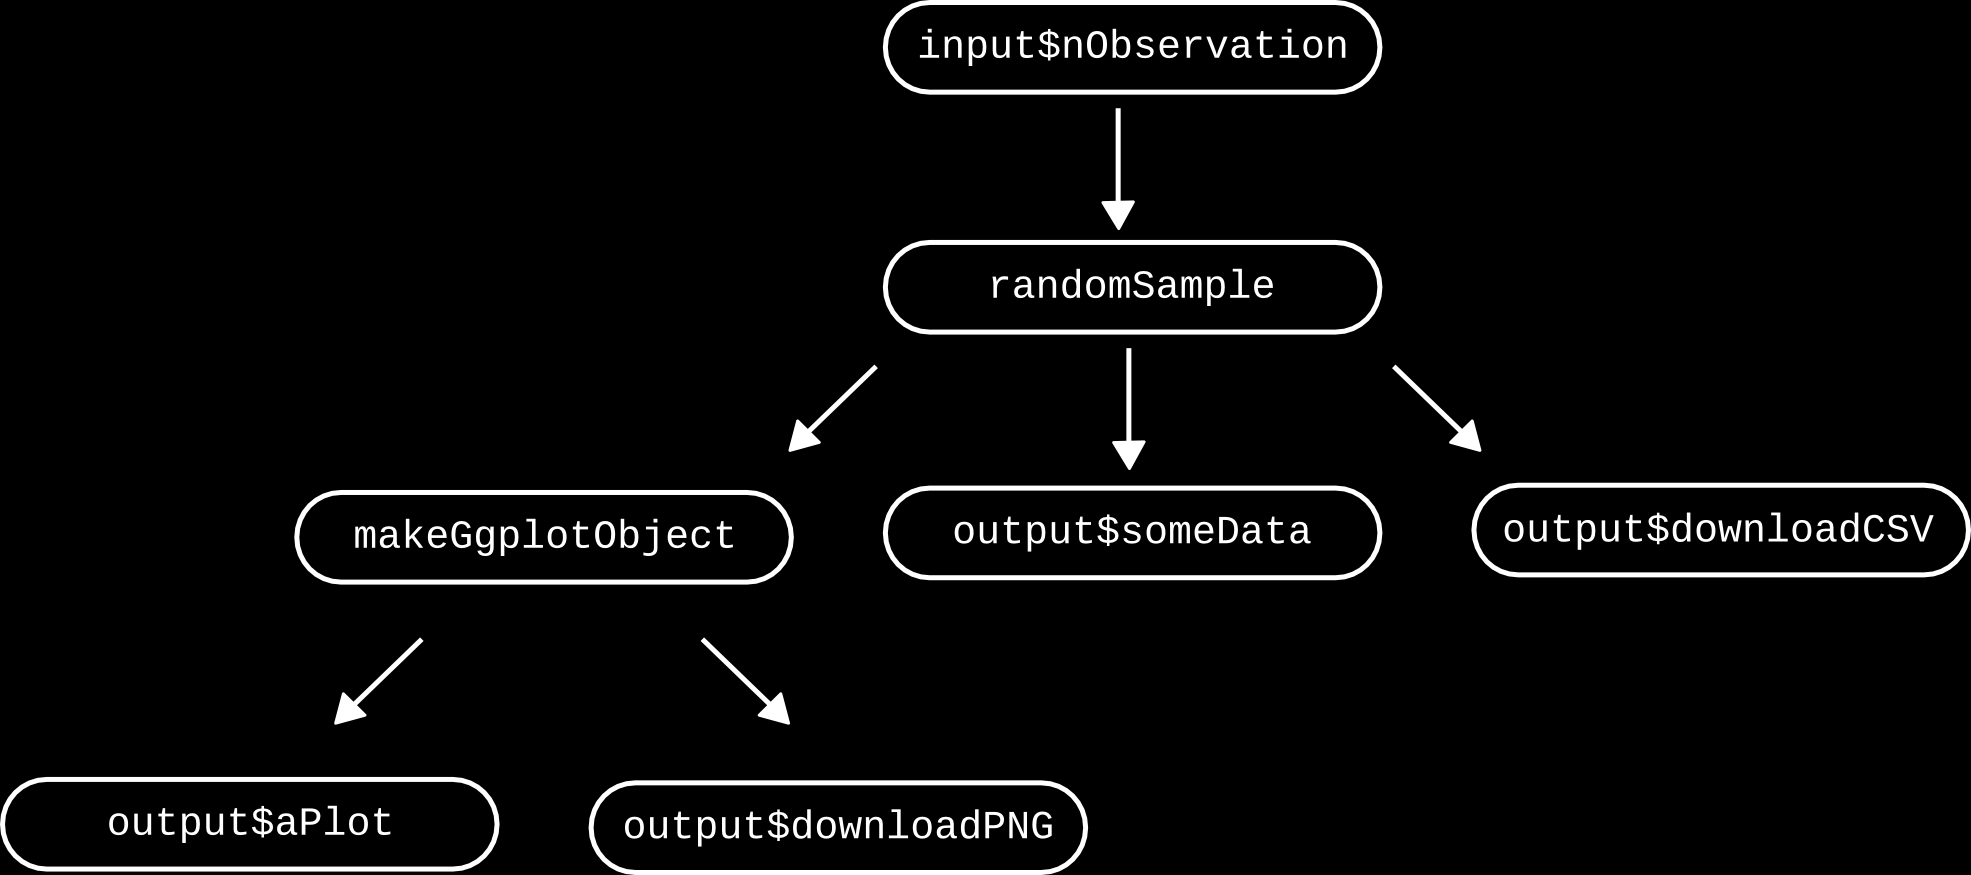 input$nObservation
randomSample
makeGgplotObject
output$someData
output$downloadCSV
output$aPlot
output$downloadPNG